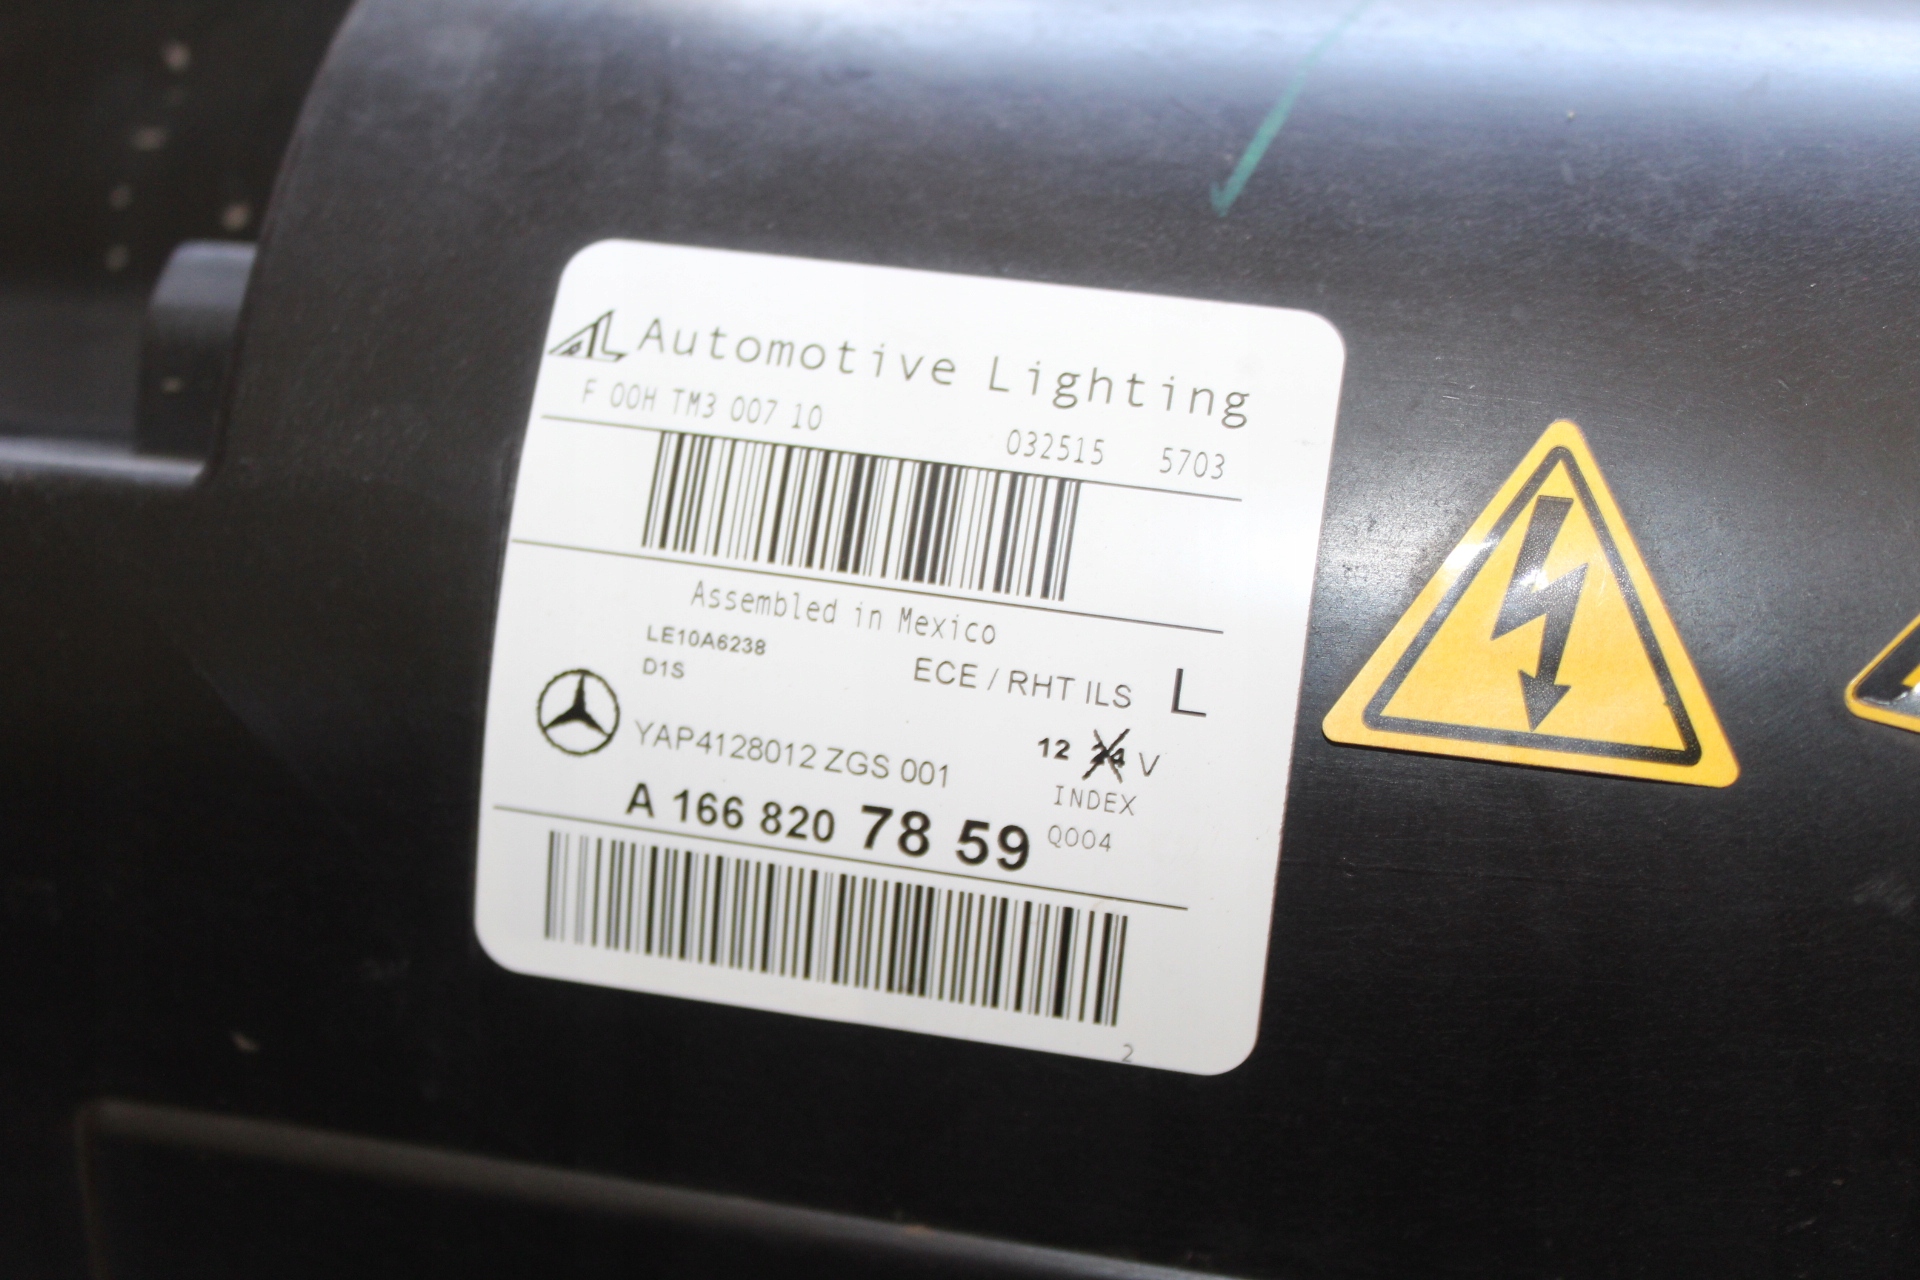 AL Automotive Lighting
F 00H TM3 007 10 032515 5703
Assembled in Mexico
LE10A6238
D1S ECE / RHT ILS L
YAP4128012 ZGS 001 12 24 V
INDEX
A 166 820 78 59 Q004
2